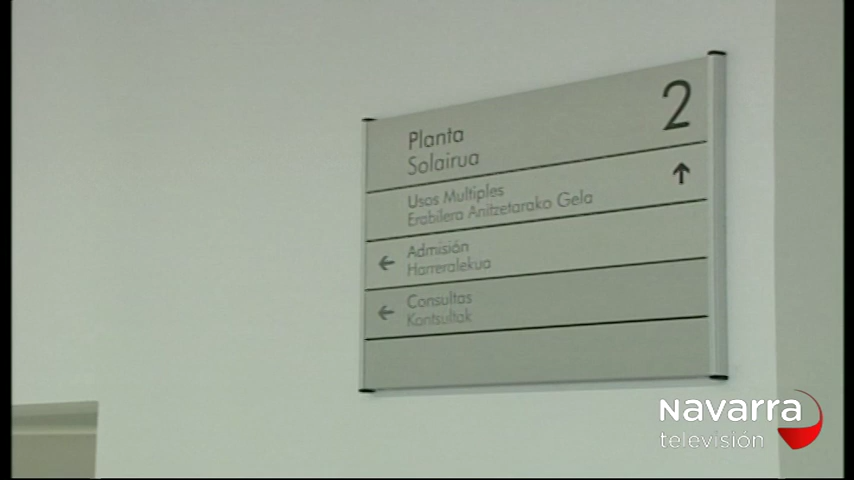 Planta 2
Solairua
Usos Multiples ↑
Erabilera Anitzetarako Gela
← Admisión
Harreralekua
← Consultas
Kontsultak
Navarra
televisión